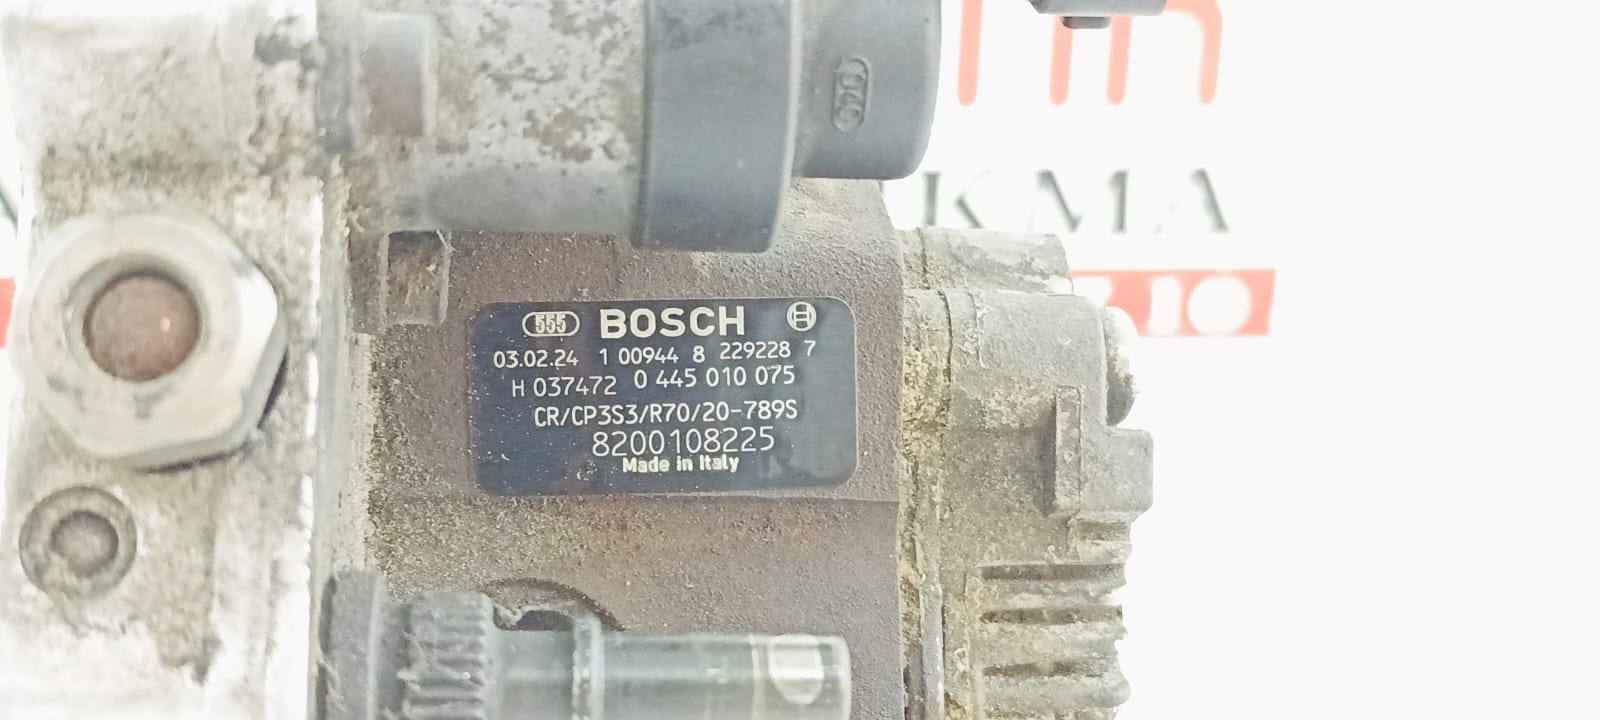 KMA
555 BOSCH
03.02.24 1 00944 8 229228 7
H 037472 0 445 010 075
CR/CP3S3/R70/20-789S
8200108225
Made in Italy